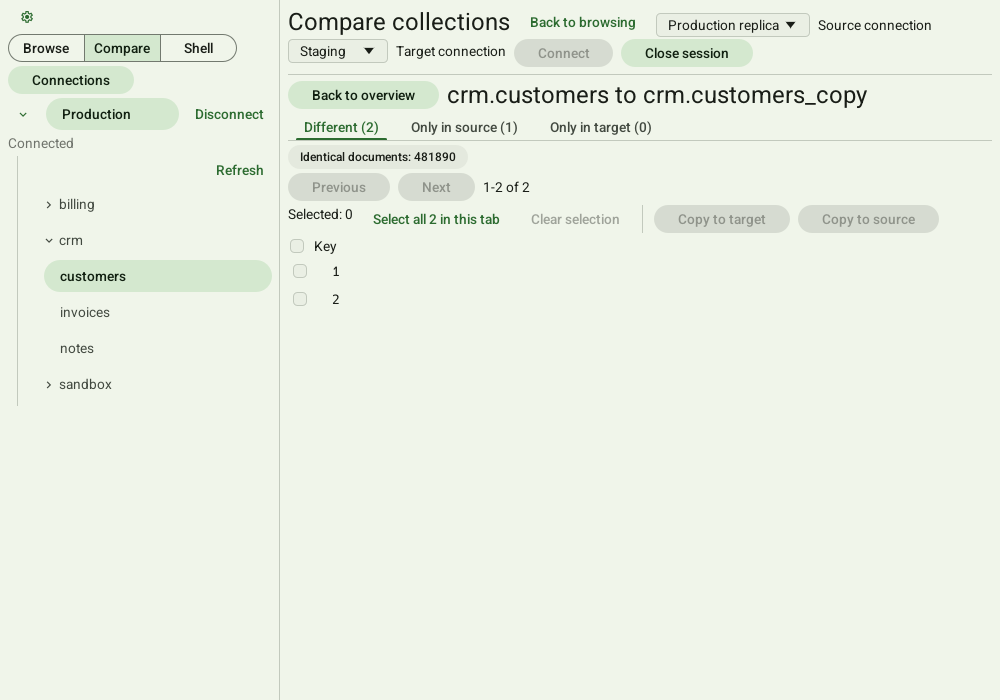 Browse Compare Shell
Connections
Production Disconnect
Connected
Refresh
billing
crm
customers
invoices
notes
sandbox
Compare collections Back to browsing Production replica Source connection
Staging Target connection Connect Close session
Back to overview crm.customers to crm.customers_copy
Different (2) Only in source (1) Only in target (0)
Identical documents: 481890
Previous Next 1-2 of 2
Selected: 0 Select all 2 in this tab Clear selection Copy to target Copy to source
Key
1
2